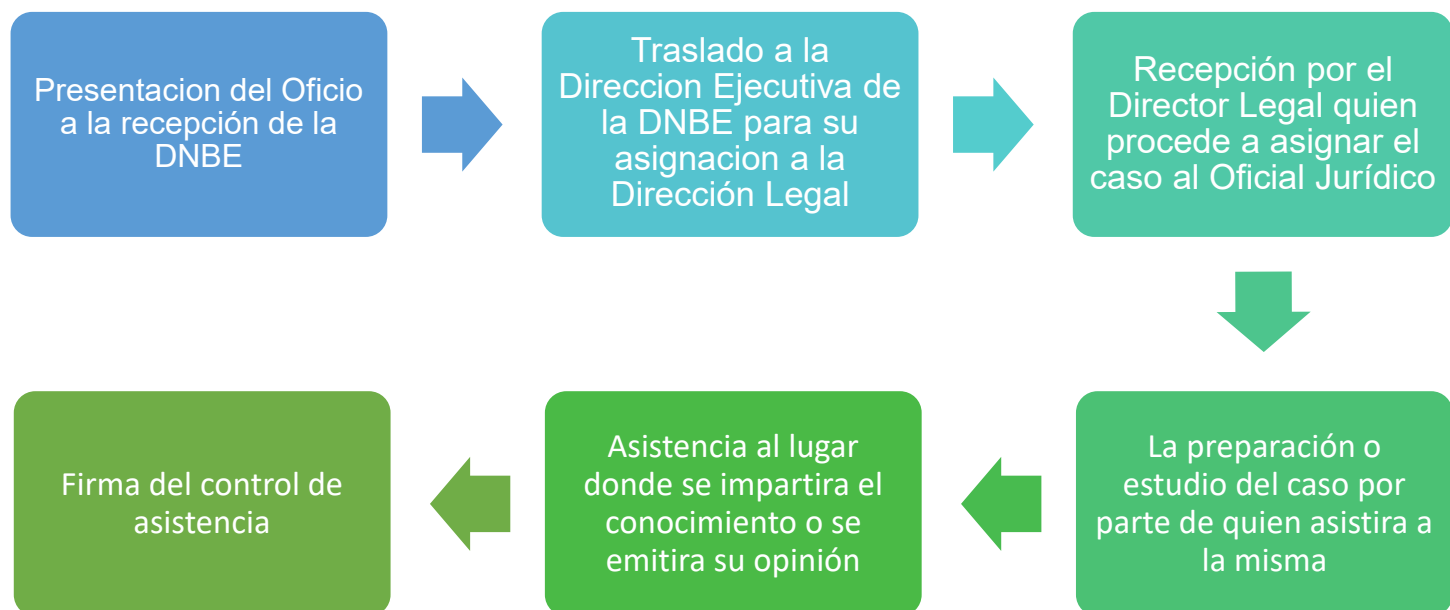 Presentacion del Oficio
a la recepción de la
DNBE
Traslado a la
Direccion Ejecutiva de
la DNBE para su
asignacion a la
Dirección Legal
Recepción por el
Director Legal quien
procede a asignar el
caso al Oficial Jurídico
La preparación o
estudio del caso por
parte de quien asistira a
la misma
Asistencia al lugar
donde se impartira el
conocimiento o se
emitira su opinión
Firma del control de
asistencia